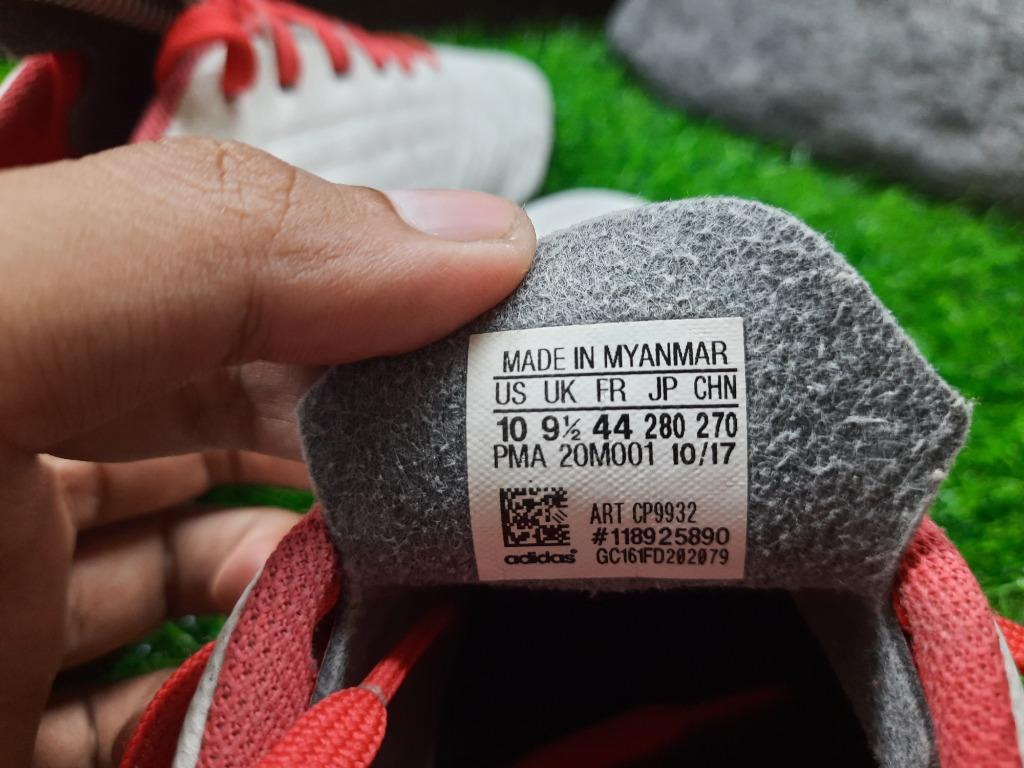 MADE IN MYANMAR
US UK FR JP CHN
10 9½ 44 280 270
PMA 20M001 10/17
ART CP9932
#118925890
adidas® GC161FD202079